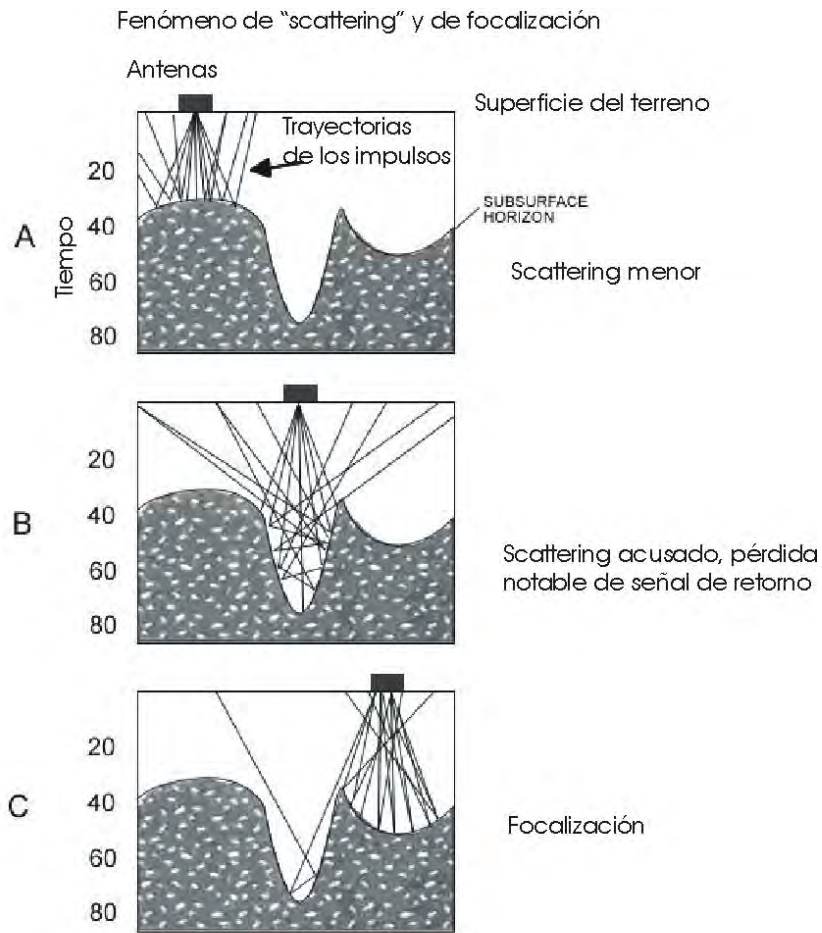 Fenómeno de “scattering” y de focalización
Antenas
Superficie del terreno
Trayectorias
de los impulsos
20
40
60
80
Tiempo
A
SUBSURFACE
HORIZON
Scattering menor
20
40
60
80
B
Scattering acusado, pérdida
notable de señal de retorno
20
40
60
80
C
Focalización